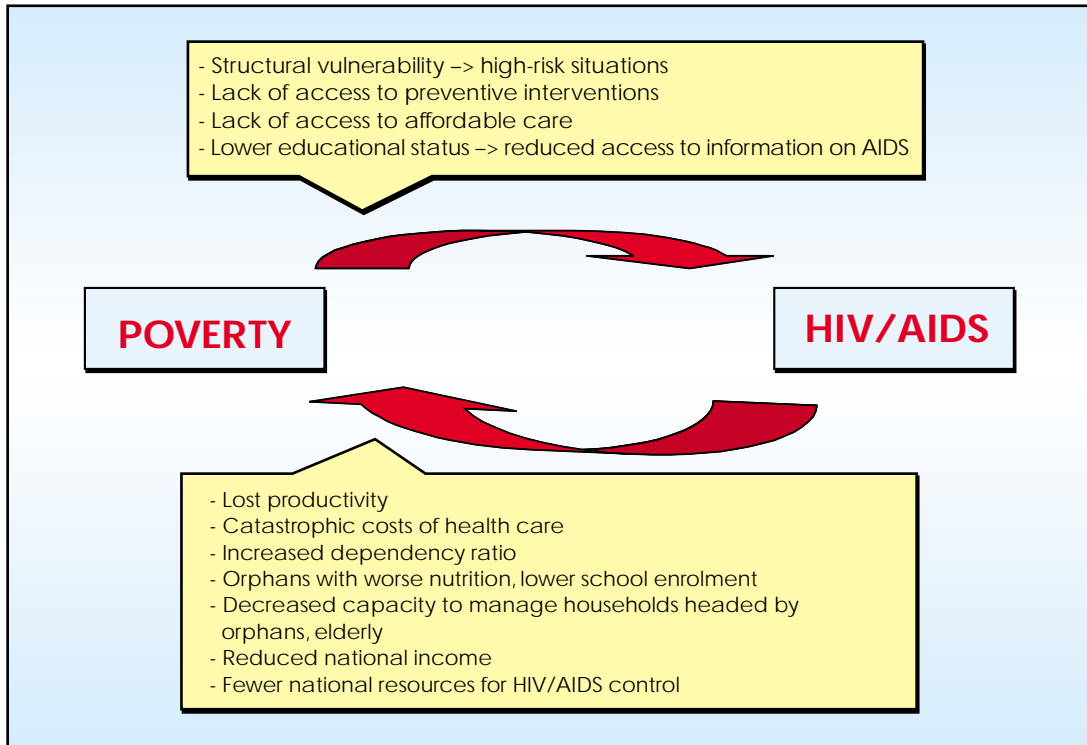 - Structural vulnerability –> high-risk situations
- Lack of access to preventive interventions
- Lack of access to affordable care
- Lower educational status –> reduced access to information on AIDS
POVERTY
HIV/AIDS
- Lost productivity
- Catastrophic costs of health care
- Increased dependency ratio
- Orphans with worse nutrition, lower school enrolment
- Decreased capacity to manage households headed by
orphans, elderly
- Reduced national income
- Fewer national resources for HIV/AIDS control